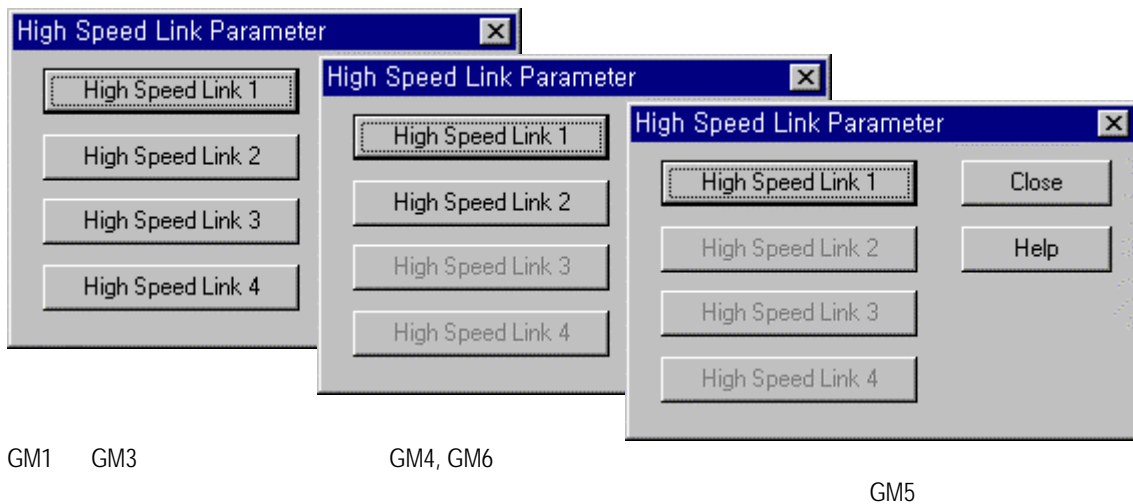 High Speed Link Parameter
High Speed Link 1
High Speed Link 2
High Speed Link 3
High Speed Link 4
High Speed Link Parameter
High Speed Link 1
High Speed Link 2
High Speed Link 3
High Speed Link 4
High Speed Link Parameter
High Speed Link 1
Close
High Speed Link 2
Help
High Speed Link 3
High Speed Link 4
GM1 GM3
GM4, GM6
GM5